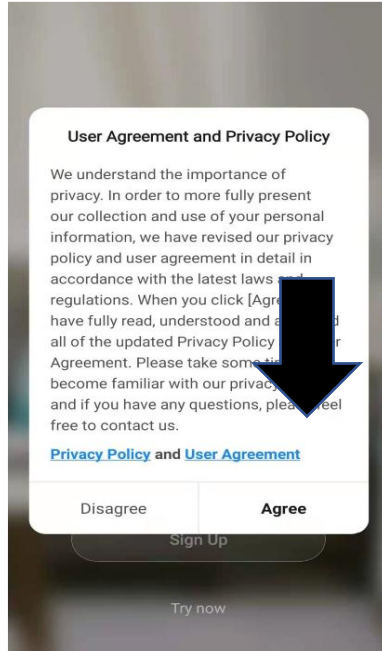 User Agreement and Privacy Policy
We understand the importance of
privacy. In order to more fully present
our collection and use of your personal
information, we have revised our privacy
policy and user agreement in detail in
accordance with the latest laws and
regulations. When you click
have fully read, understood and
all of the updated Privacy Policy
Agreement. Please take some
become familiar with our privacy
and if you have any questions, please feel
free to contact us.
Privacy Policy and User Agreement
Disagree
Agree
Sign Up
Try now